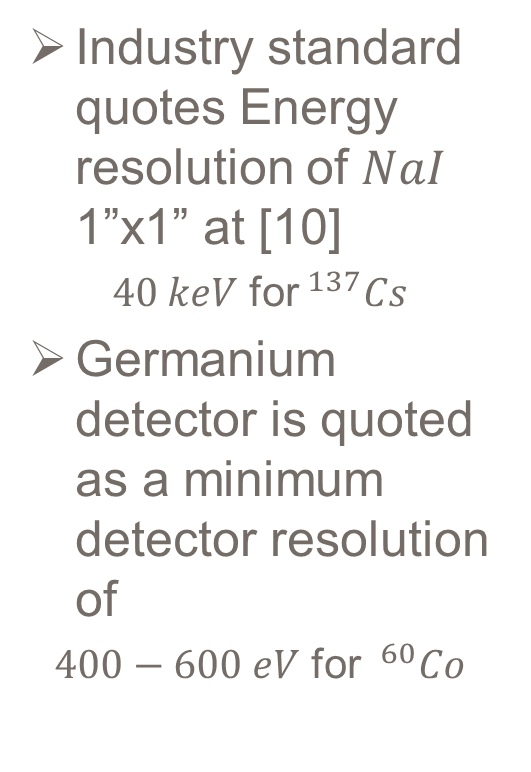 ➢ Industry standard
quotes Energy
resolution of NaI
1”x1” at [10]
40 keV for ¹³⁷Cs
➢ Germanium
detector is quoted
as a minimum
detector resolution
of
400 – 600 eV for ⁶⁰Co